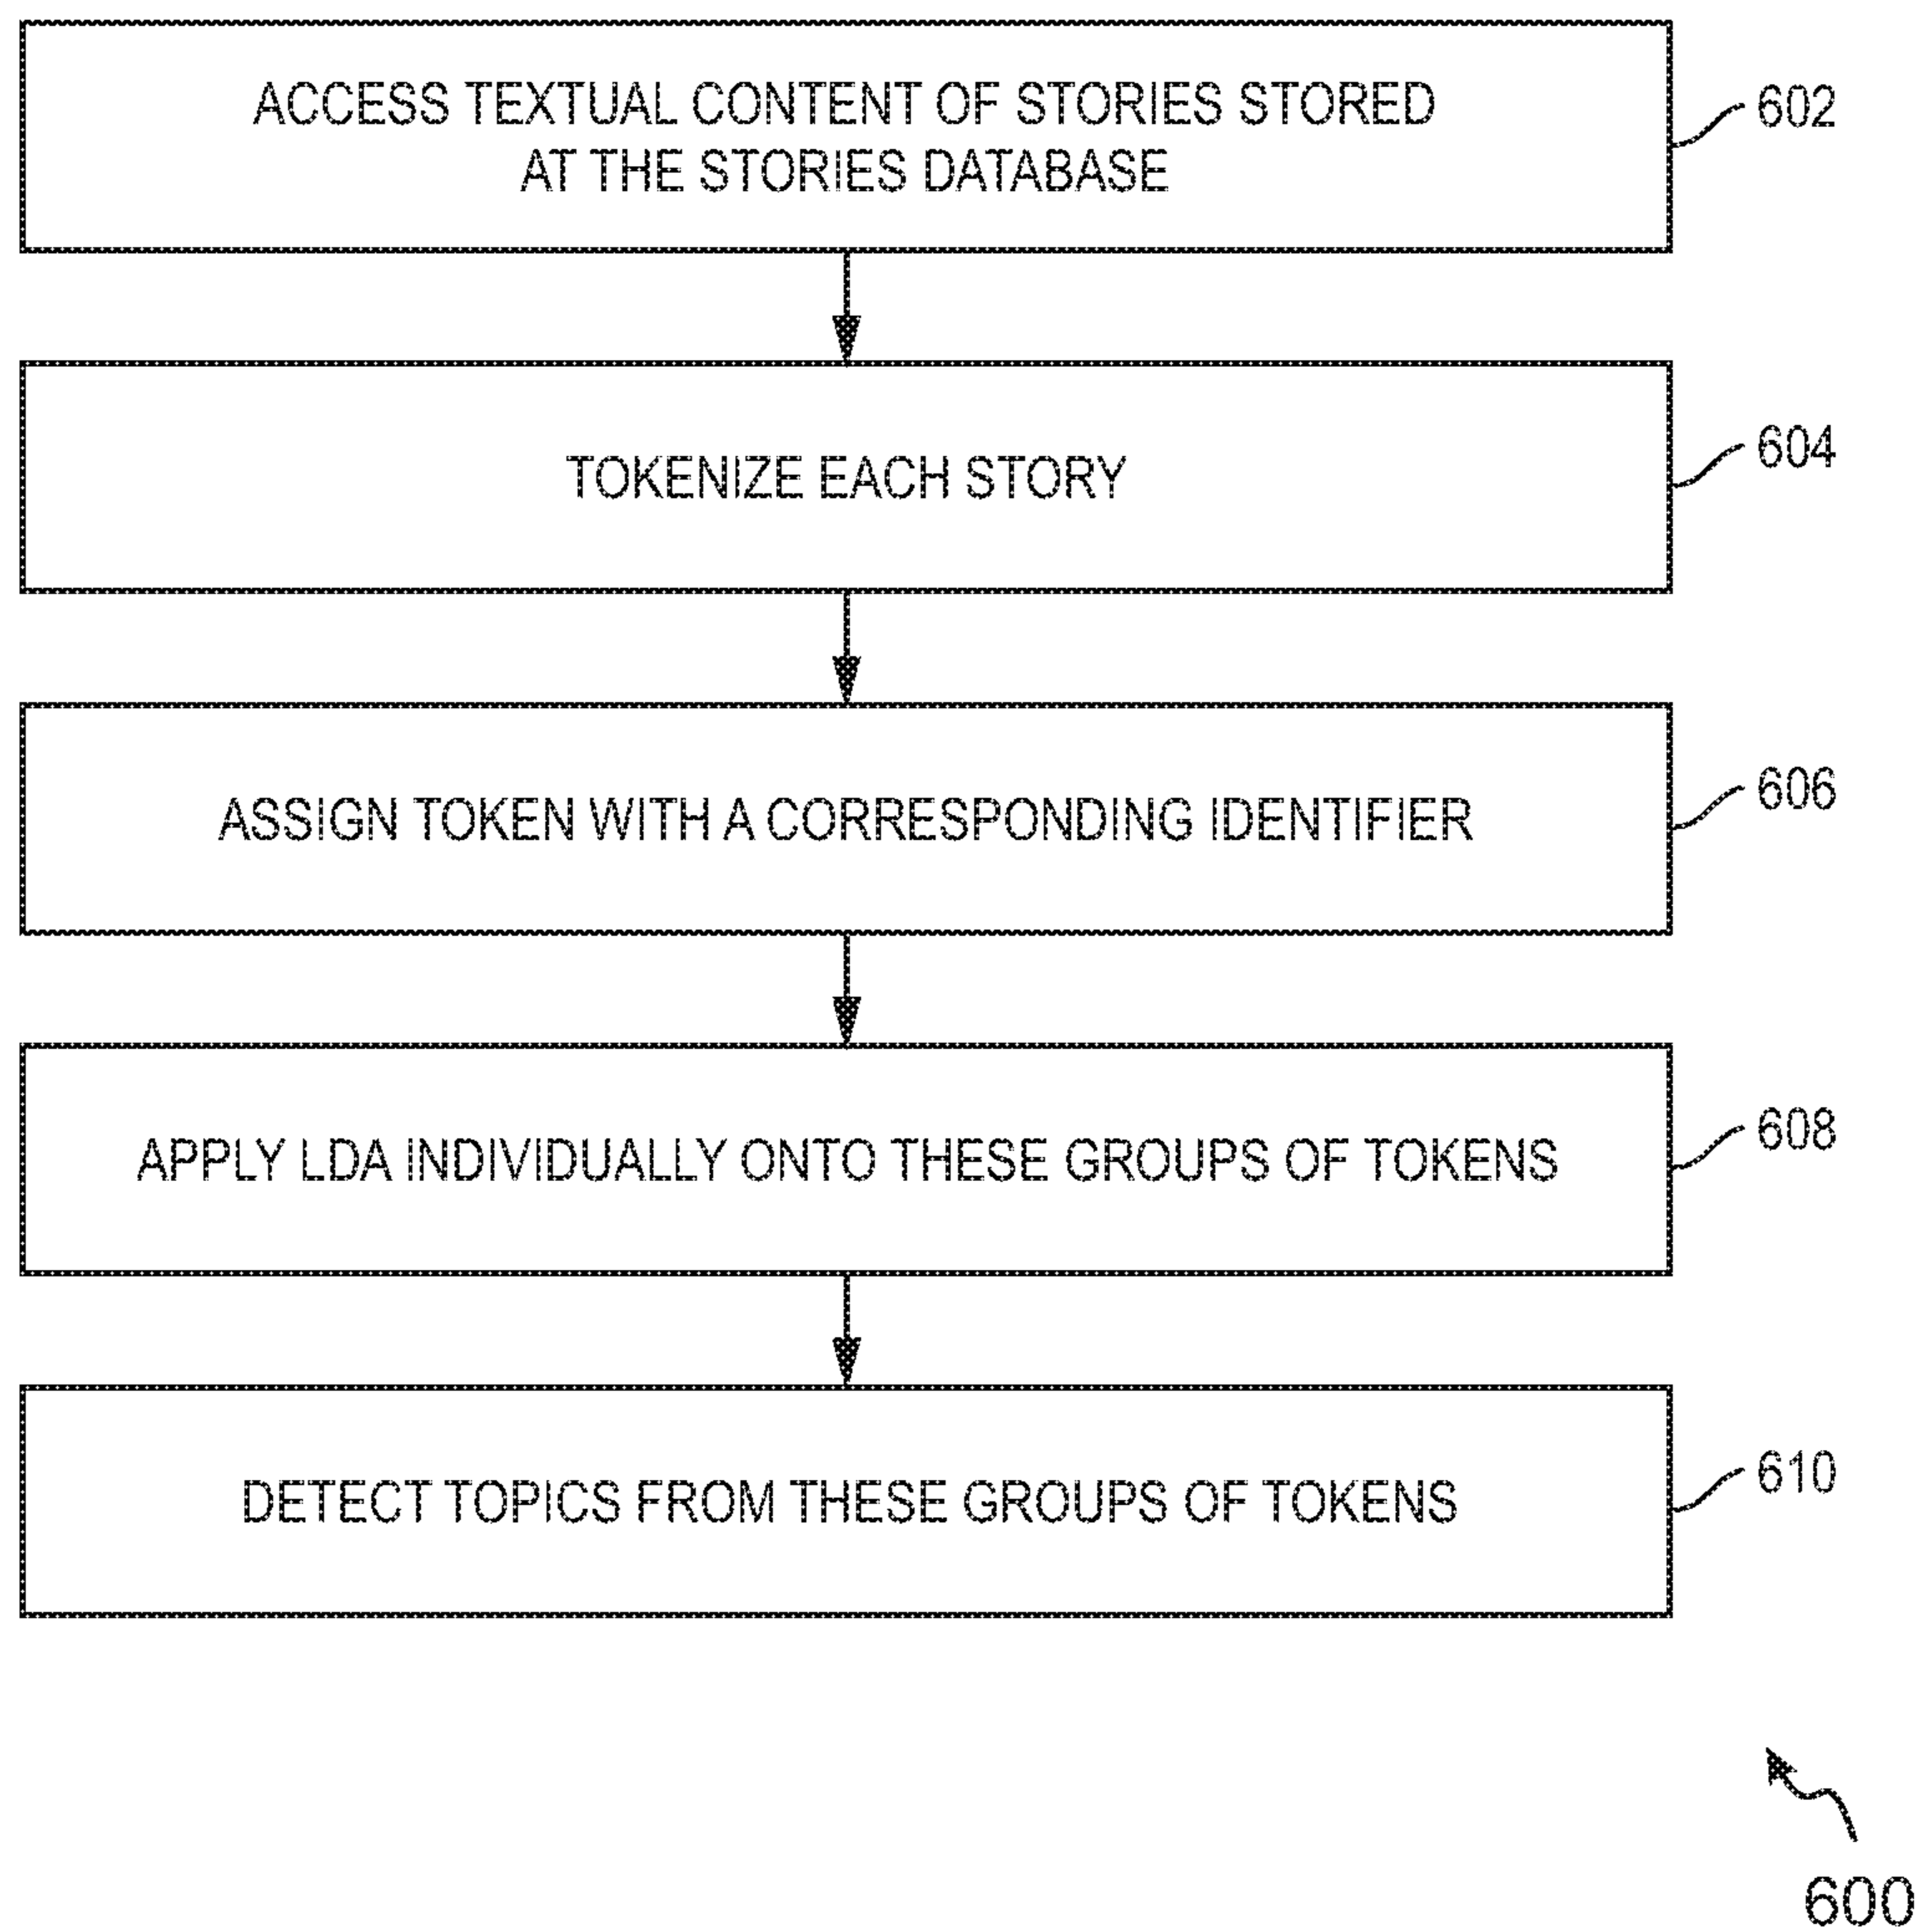 ACCESS TEXTUAL CONTENT OF STORIES STORED
AT THE STORIES DATABASE
602
TOKENIZE EACH STORY
604
ASSIGN TOKEN WITH A CORRESPONDING IDENTIFIER
606
APPLY LDA INDIVIDUALLY ONTO THESE GROUPS OF TOKENS
608
DETECT TOPICS FROM THESE GROUPS OF TOKENS
610
600